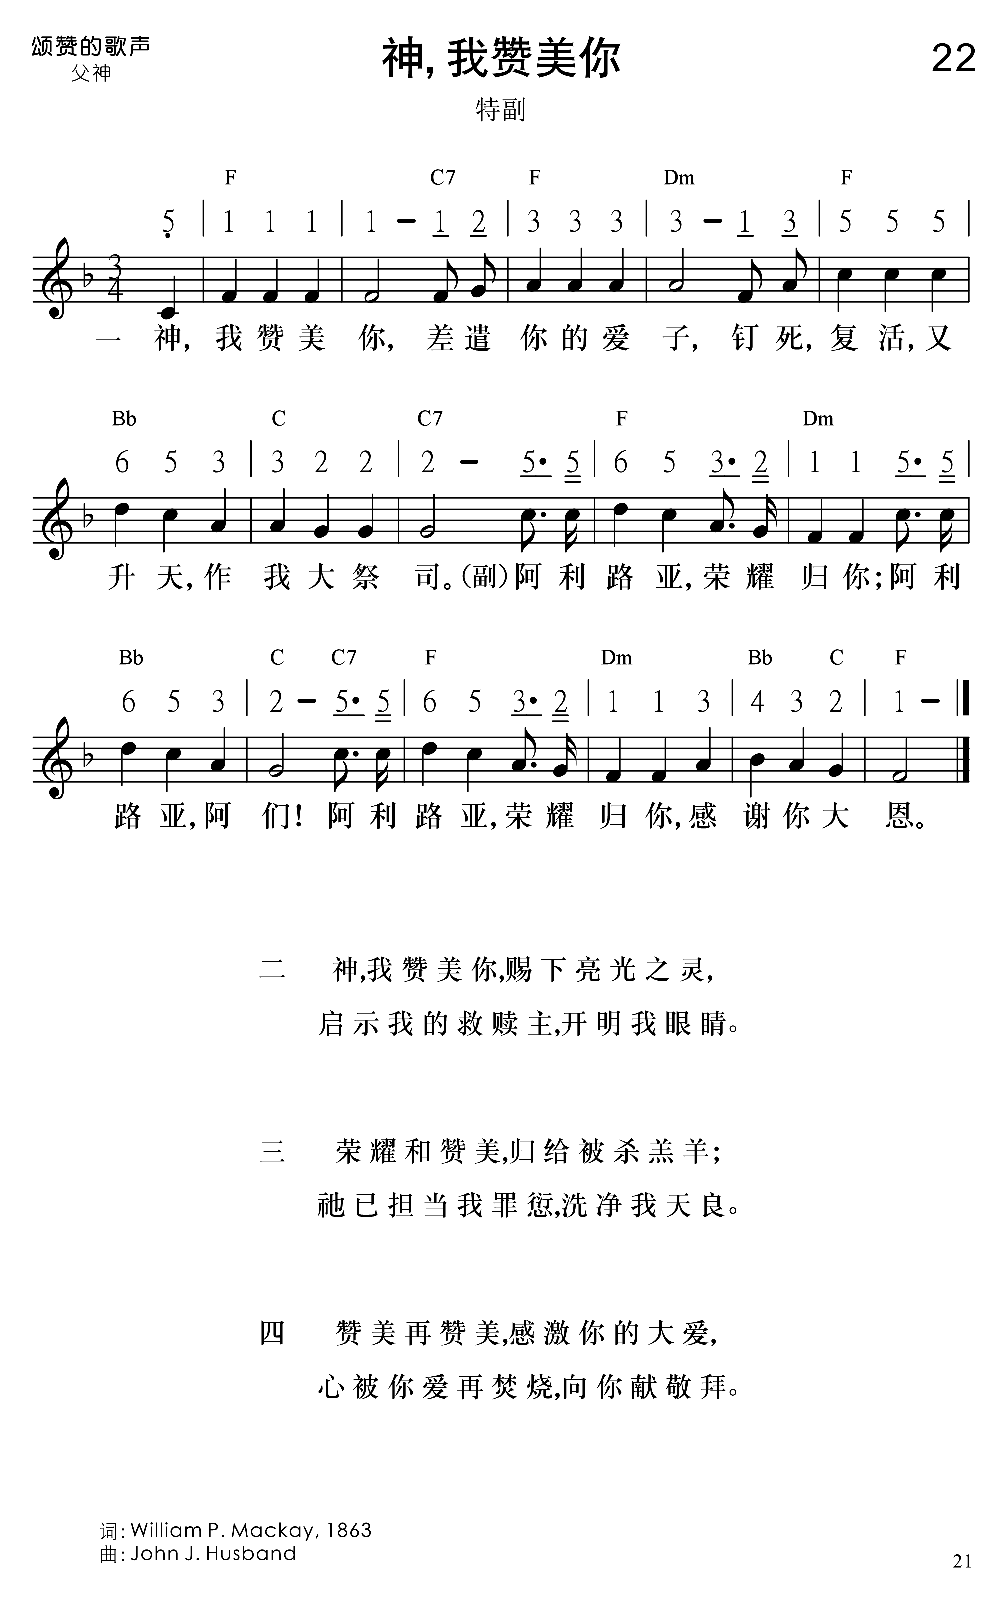 颂赞的歌声
父神
神，我赞美你
22
特副
F C7 F Dm F
5 | 1 1 1 | 1 – 1 2 | 3 3 3 | 3 – 1 3 | 5 5 5 |
3
4
一 神，我赞美 你，差遣 你的爱 子，钉死，复活，又
Bb C C7 F Dm
6 5 3 | 3 2 2 | 2 – 5· 5 | 6 5 3· 2 | 1 1 5· 5 |
升天，作 我大祭 司。（副）阿利 路亚，荣耀 归你；阿利
Bb C C7 F Dm Bb C F
6 5 3 | 2 – 5· 5 | 6 5 3· 2 | 1 1 3 | 4 3 2 | 1 – ‖
路亚，阿 们！阿利 路亚，荣耀 归你，感 谢你大 恩。
二 神，我赞美你，赐下亮光之灵，
启示我的救赎主，开明我眼睛。
三 荣耀和赞美，归给被杀羔羊；
祂已担当我罪愆，洗净我天良。
四 赞美再赞美，感激你的大爱，
心被你爱再焚烧，向你献敬拜。
词：William P. Mackay, 1863
曲：John J. Husband
21